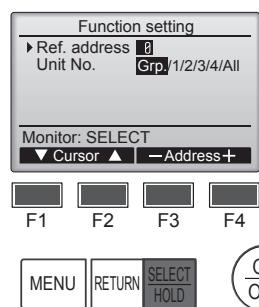 Function setting
Ref. address 0
Unit No. Grp./1/2/3/4/All
Monitor: SELECT
▼ Cursor ▲ −Address+
F1 F2 F3 F4
MENU RETURN SELECT
HOLD